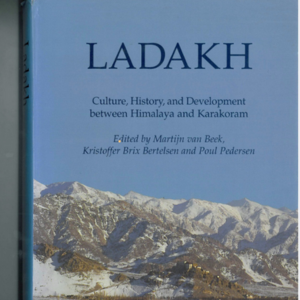 LADAKH
Culture, History, and Development
between Himalaya and Karakoram
Edited by Martijn van Beek,
Kristoffer Brix Bertelsen and Poul Pedersen
Ladakh